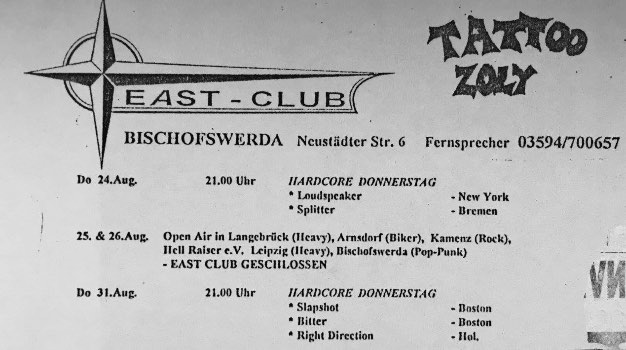 TATTOO
ZOLY
EAST - CLUB
BISCHOFSWERDA Neustädter Str. 6 Fernsprecher 03594/700657
Do 24.Aug. 21.00 Uhr HARDCORE DONNERSTAG
* Loudspeaker - New York
* Splitter - Bremen
25. & 26.Aug. Open Air in Langebrück (Heavy), Arnsdorf (Biker), Kamenz (Rock),
Hell Raiser e.V. Leipzig (Heavy), Bischofswerda (Pop-Punk)
- EAST CLUB GESCHLOSSEN
Do 31.Aug. 21.00 Uhr HARDCORE DONNERSTAG
* Slapshot - Boston
* Bitter - Boston
* Right Direction - Hol.